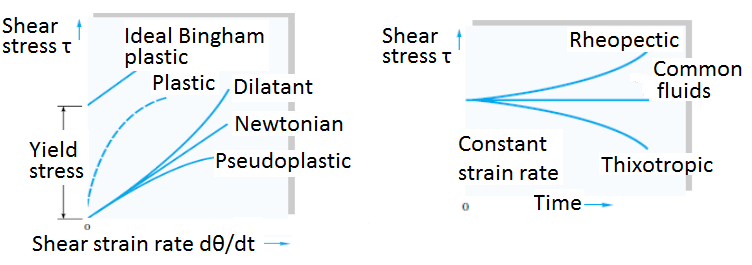 Shear
stress τ
Ideal Bingham
plastic
Plastic
Dilatant
Newtonian
Pseudoplastic
Yield
stress
0
Shear strain rate dθ/dt
Shear
stress τ
Rheopectic
Common
fluids
Constant
strain rate
Thixotropic
0
Time